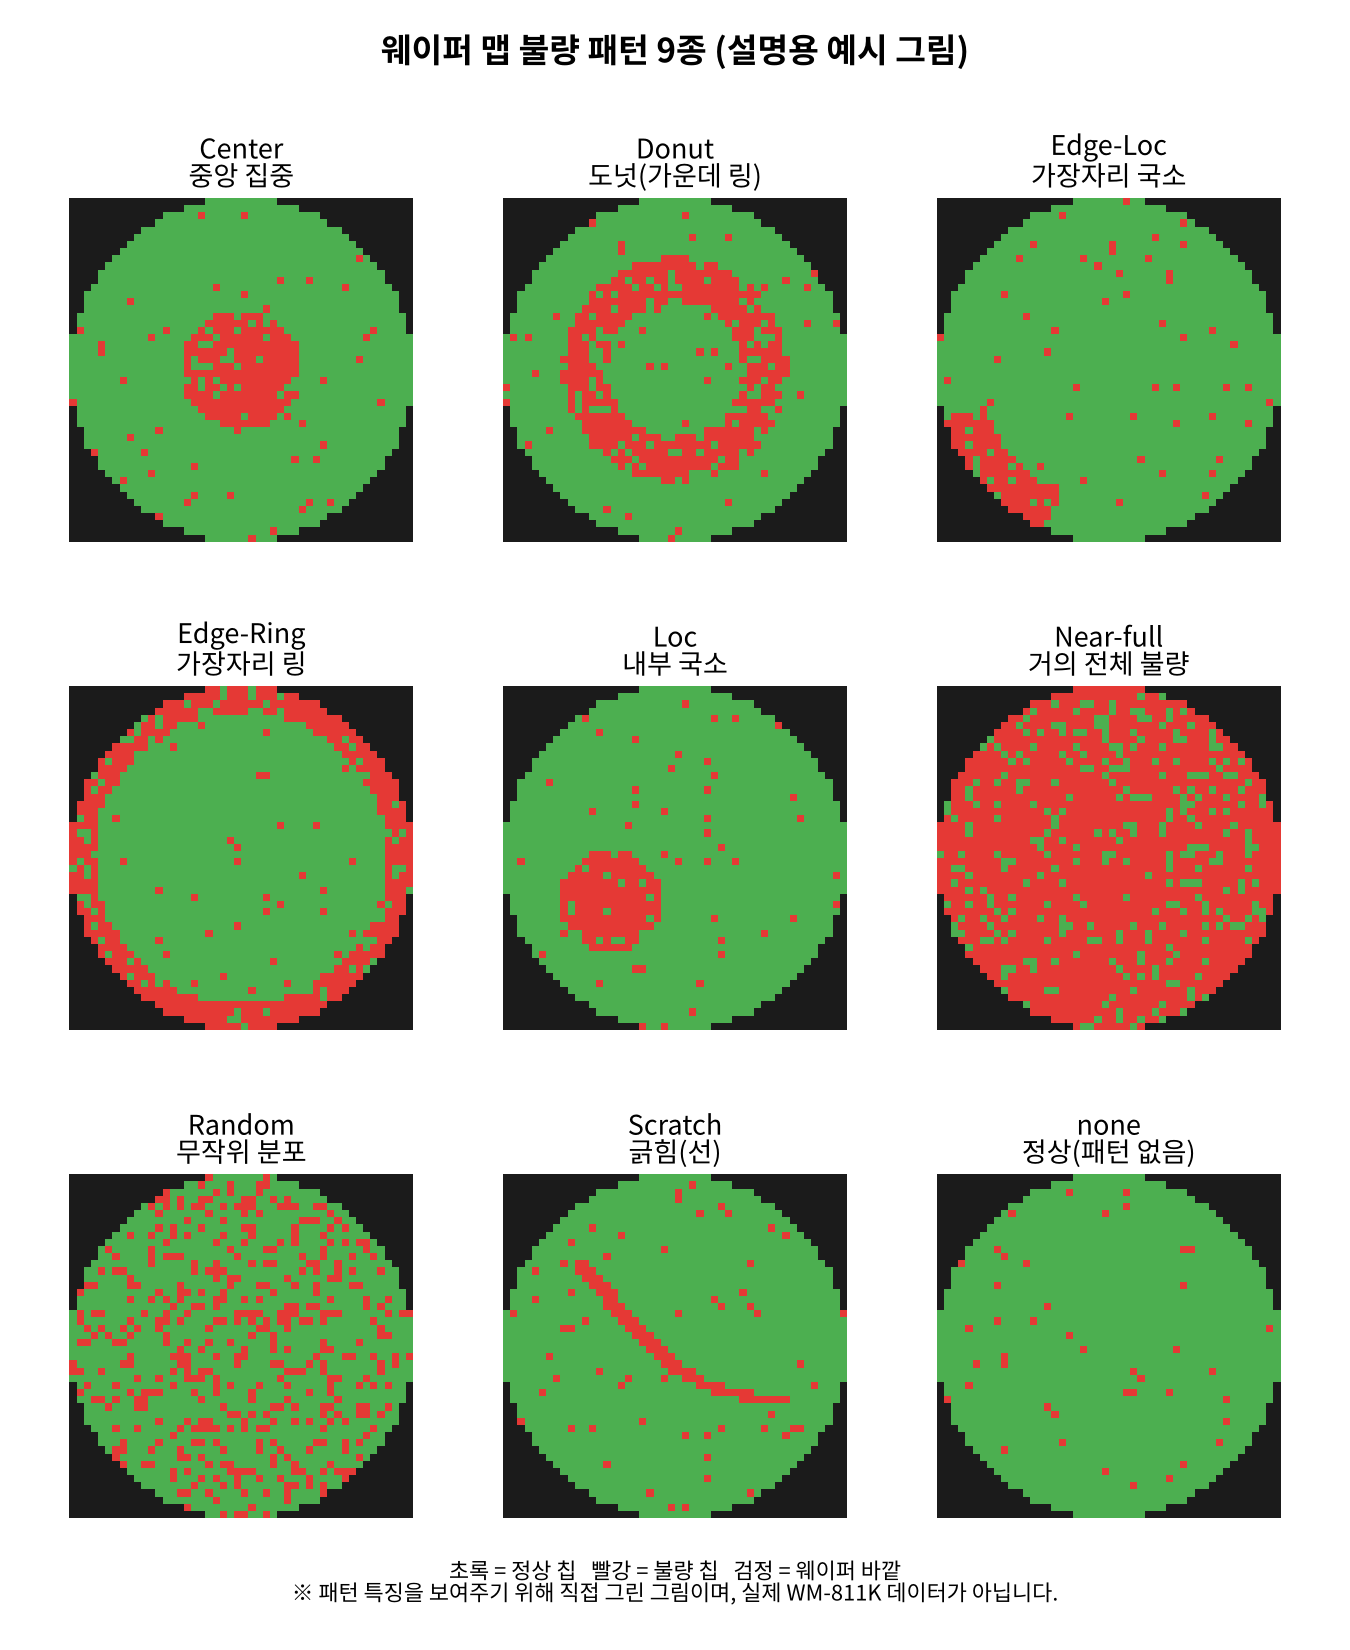 웨이퍼 맵 불량 패턴 9종 (설명용 예시 그림)
Center
중앙 집중
Donut
도넛(가운데 링)
Edge-Loc
가장자리 국소
Edge-Ring
가장자리 링
Loc
내부 국소
Near-full
거의 전체 불량
Random
무작위 분포
Scratch
긁힘(선)
none
정상(패턴 없음)
초록 = 정상 칩   빨강 = 불량 칩   검정 = 웨이퍼 바깥
※ 패턴 특징을 보여주기 위해 직접 그린 그림이며, 실제 WM-811K 데이터가 아닙니다.